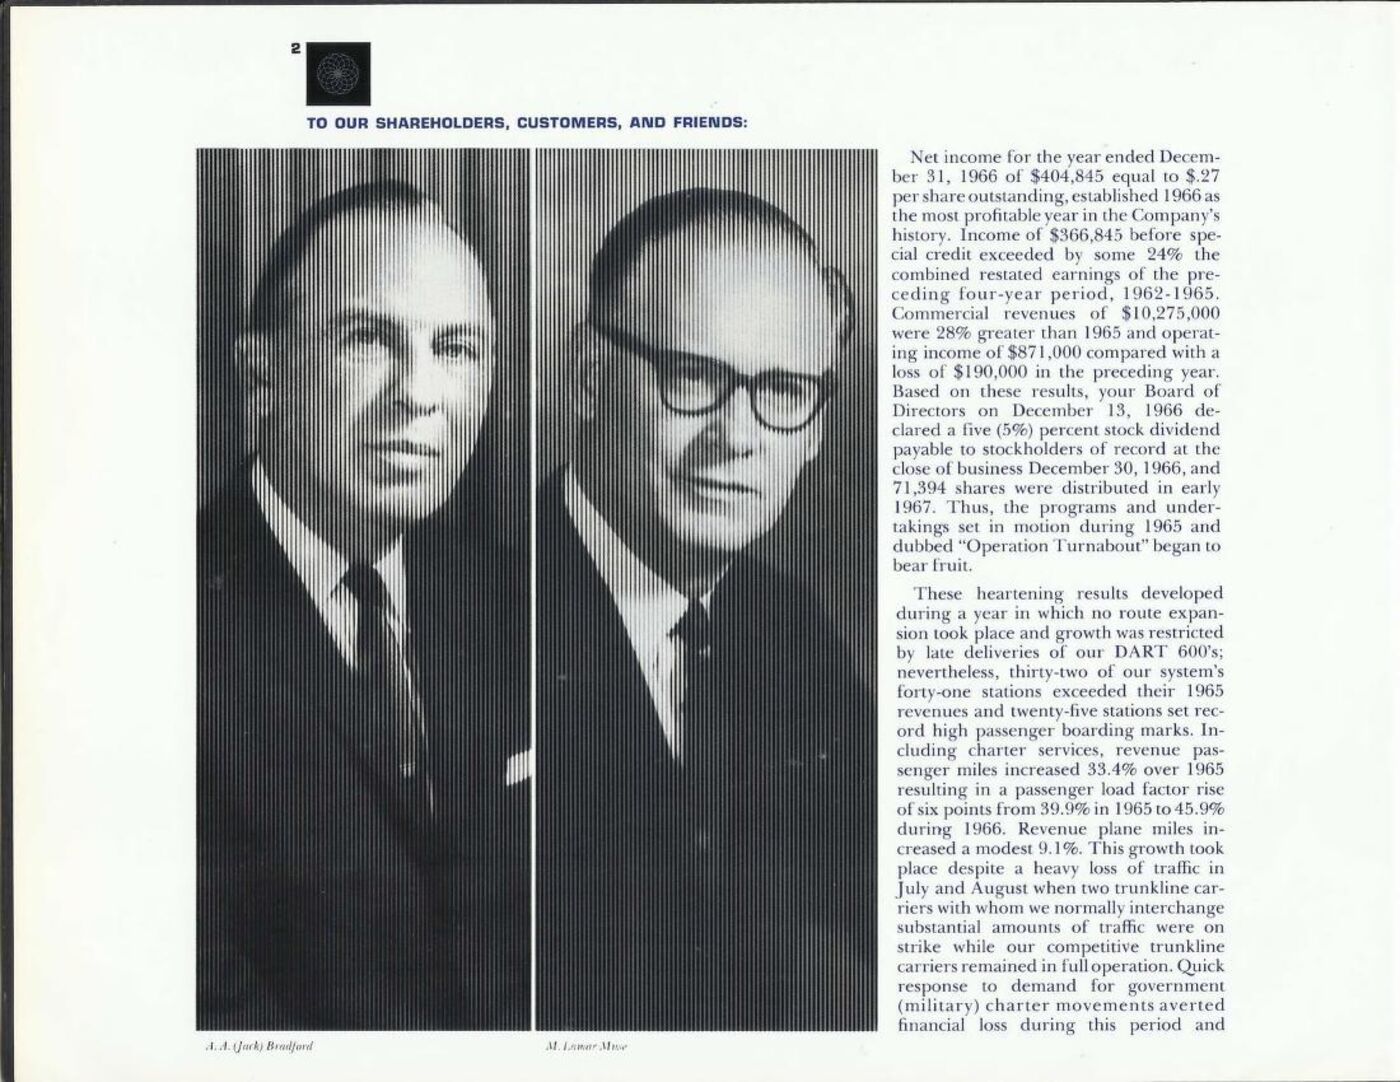 2
TO OUR SHAREHOLDERS, CUSTOMERS, AND FRIENDS:
Net income for the year ended Decem-
ber 31, 1966 of $404,845 equal to $.27
per share outstanding, established 1966 as
the most profitable year in the Company's
history. Income of $366,845 before spe-
cial credit exceeded by some 24% the
combined restated earnings of the pre-
ceding four-year period, 1962-1965.
Commercial revenues of $10,275,000
were 28% greater than 1965 and operat-
ing income of $871,000 compared with a
loss of $190,000 in the preceding year.
Based on these results, your Board of
Directors on December 13, 1966 de-
clared a five (5%) percent stock dividend
payable to stockholders of record at the
close of business December 30, 1966, and
71,394 shares were distributed in early
1967. Thus, the programs and under-
takings set in motion during 1965 and
dubbed “Operation Turnabout” began to
bear fruit.
These heartening results developed
during a year in which no route expan-
sion took place and growth was restricted
by late deliveries of our DART 600's;
nevertheless, thirty-two of our system's
forty-one stations exceeded their 1965
revenues and twenty-five stations set rec-
ord high passenger boarding marks. In-
cluding charter services, revenue pas-
senger miles increased 33.4% over 1965
resulting in a passenger load factor rise
of six points from 39.9% in 1965 to 45.9%
during 1966. Revenue plane miles in-
creased a modest 9.1%. This growth took
place despite a heavy loss of traffic in
July and August when two trunkline car-
riers with whom we normally interchange
substantial amounts of traffic were on
strike while our competitive trunkline
carriers remained in full operation. Quick
response to demand for government
(military) charter movements averted
financial loss during this period and
A. A. (Jack) Bradford
M. Lamar Muse